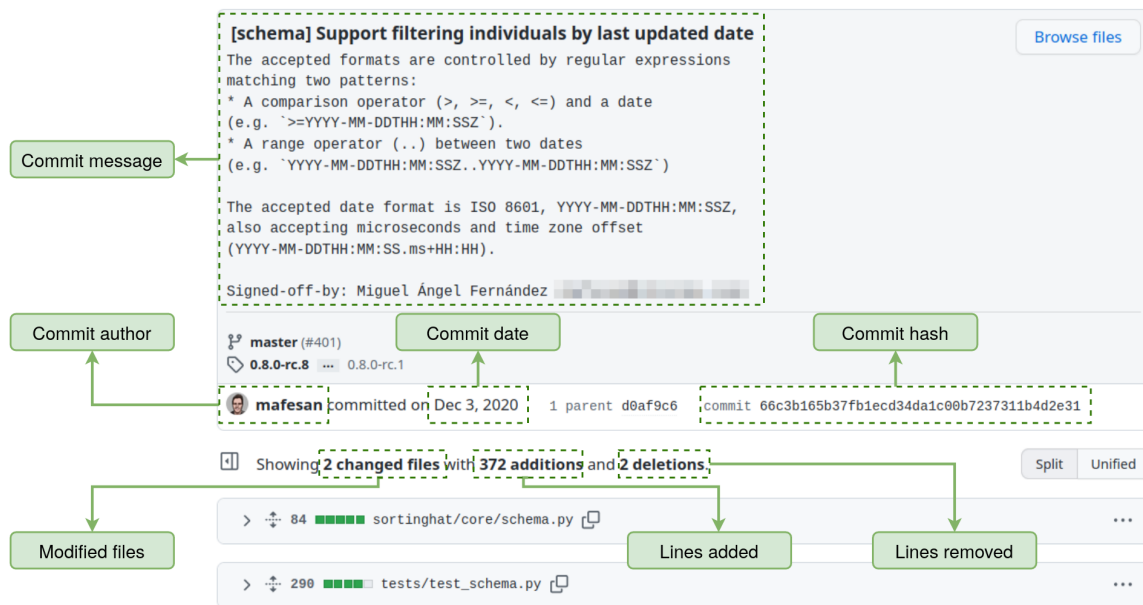 [schema] Support filtering individuals by last updated date
Browse files
The accepted formats are controlled by regular expressions
matching two patterns:
* A comparison operator (>, >=, <, <=) and a date
(e.g. `>=YYYY-MM-DDTHH:MM:SSZ`).
* A range operator (..) between two dates
(e.g. `YYYY-MM-DDTHH:MM:SSZ..YYYY-MM-DDTHH:MM:SSZ`)
Commit message
The accepted date format is ISO 8601, YYYY-MM-DDTHH:MM:SSZ,
also accepting microseconds and time zone offset
(YYYY-MM-DDTHH:MM:SS.ms+HH:HH).
Signed-off-by: Miguel Ángel Fernández
Commit author
Commit date
Commit hash
master (#401)
0.8.0-rc.8 ... 0.8.0-rc.1
mafesan committed on Dec 3, 2020 1 parent d0af9c6 commit 66c3b165b37fb1ecd34da1c00b7237311b4d2e31
Showing 2 changed files with 372 additions and 2 deletions.
Split Unified
84 sortinghat/core/schema.py
Modified files
Lines added
Lines removed
290 tests/test_schema.py